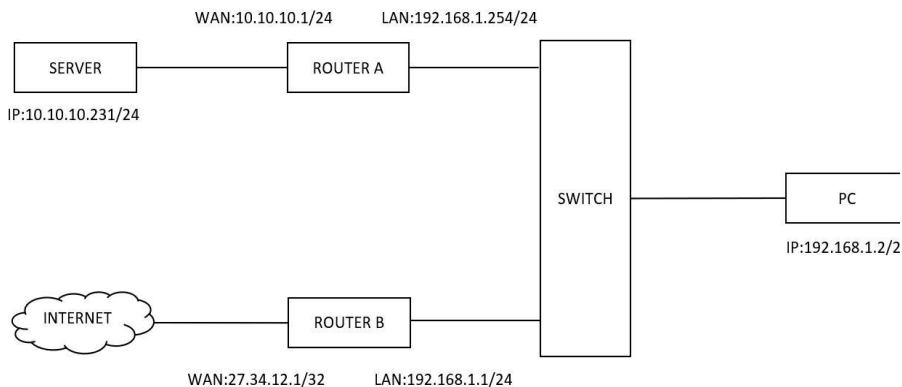 WAN:10.10.10.1/24 LAN:192.168.1.254/24
SERVER
ROUTER A
IP:10.10.10.231/24
SWITCH
PC
IP:192.168.1.2/2
INTERNET
ROUTER B
WAN:27.34.12.1/32 LAN:192.168.1.1/24